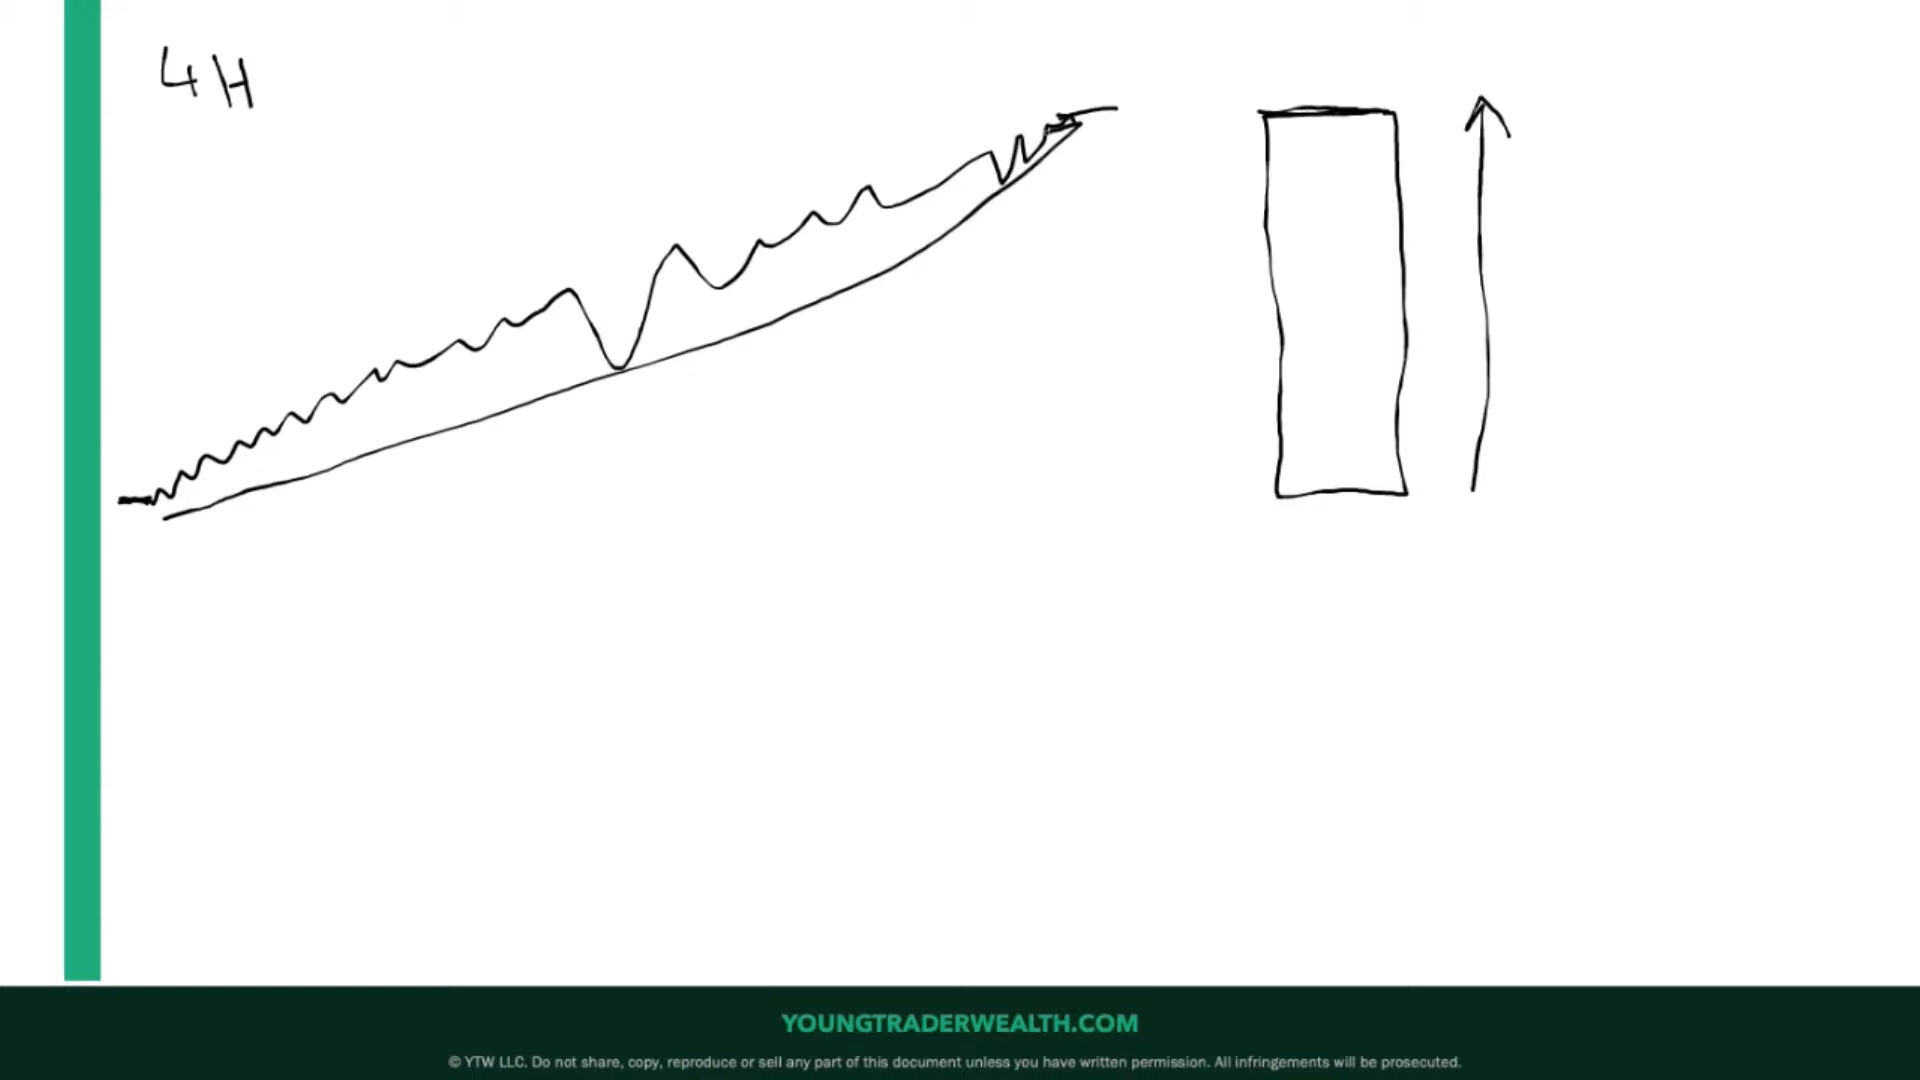 4H
YOUNGTRADERWEALTH.COM
© YTW LLC. Do not share, copy, reproduce or sell any part of this document unless you have written permission. All infringements will be prosecuted.